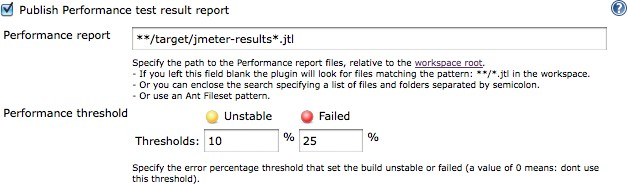 Publish Performance test result report
Performance report
**/target/jmeter-results*.jtl
Specify the path to the Performance report files, relative to the workspace root.
- If you left this field blank the plugin will look for files matching the pattern: **/*.jtl in the workspace.
- Or you can enclose the search specifying a list of files and folders separated by semicolon.
- Or use an Ant Fileset pattern.
Performance threshold
Unstable Failed
Thresholds: 10 % 25 %
Specify the error percentage threshold that set the build unstable or failed (a value of 0 means: dont use
this threshold).